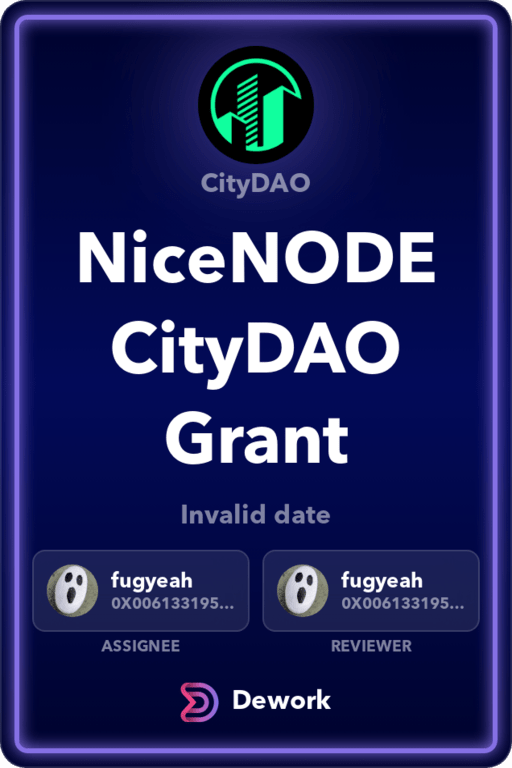 CityDAO
NiceNODE
CityDAO
Grant
Invalid date
fugyeah
0X006133195...
ASSIGNEE
fugyeah
0X006133195...
REVIEWER
Dework